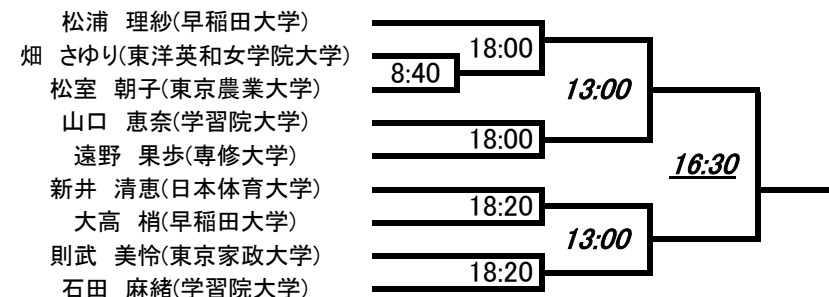 松浦　理紗(早稲田大学)
畑　さゆり(東洋英和女学院大学)
18:00
8:40
松室　朝子(東京農業大学)
13:00
山口　恵奈(学習院大学)
18:00
遠野　果歩(専修大学)
16:30
新井　清恵(日本体育大学)
18:20
大高　梢(早稲田大学)
13:00
則武　美怜(東京家政大学)
18:20
石田　麻緒(学習院大学)